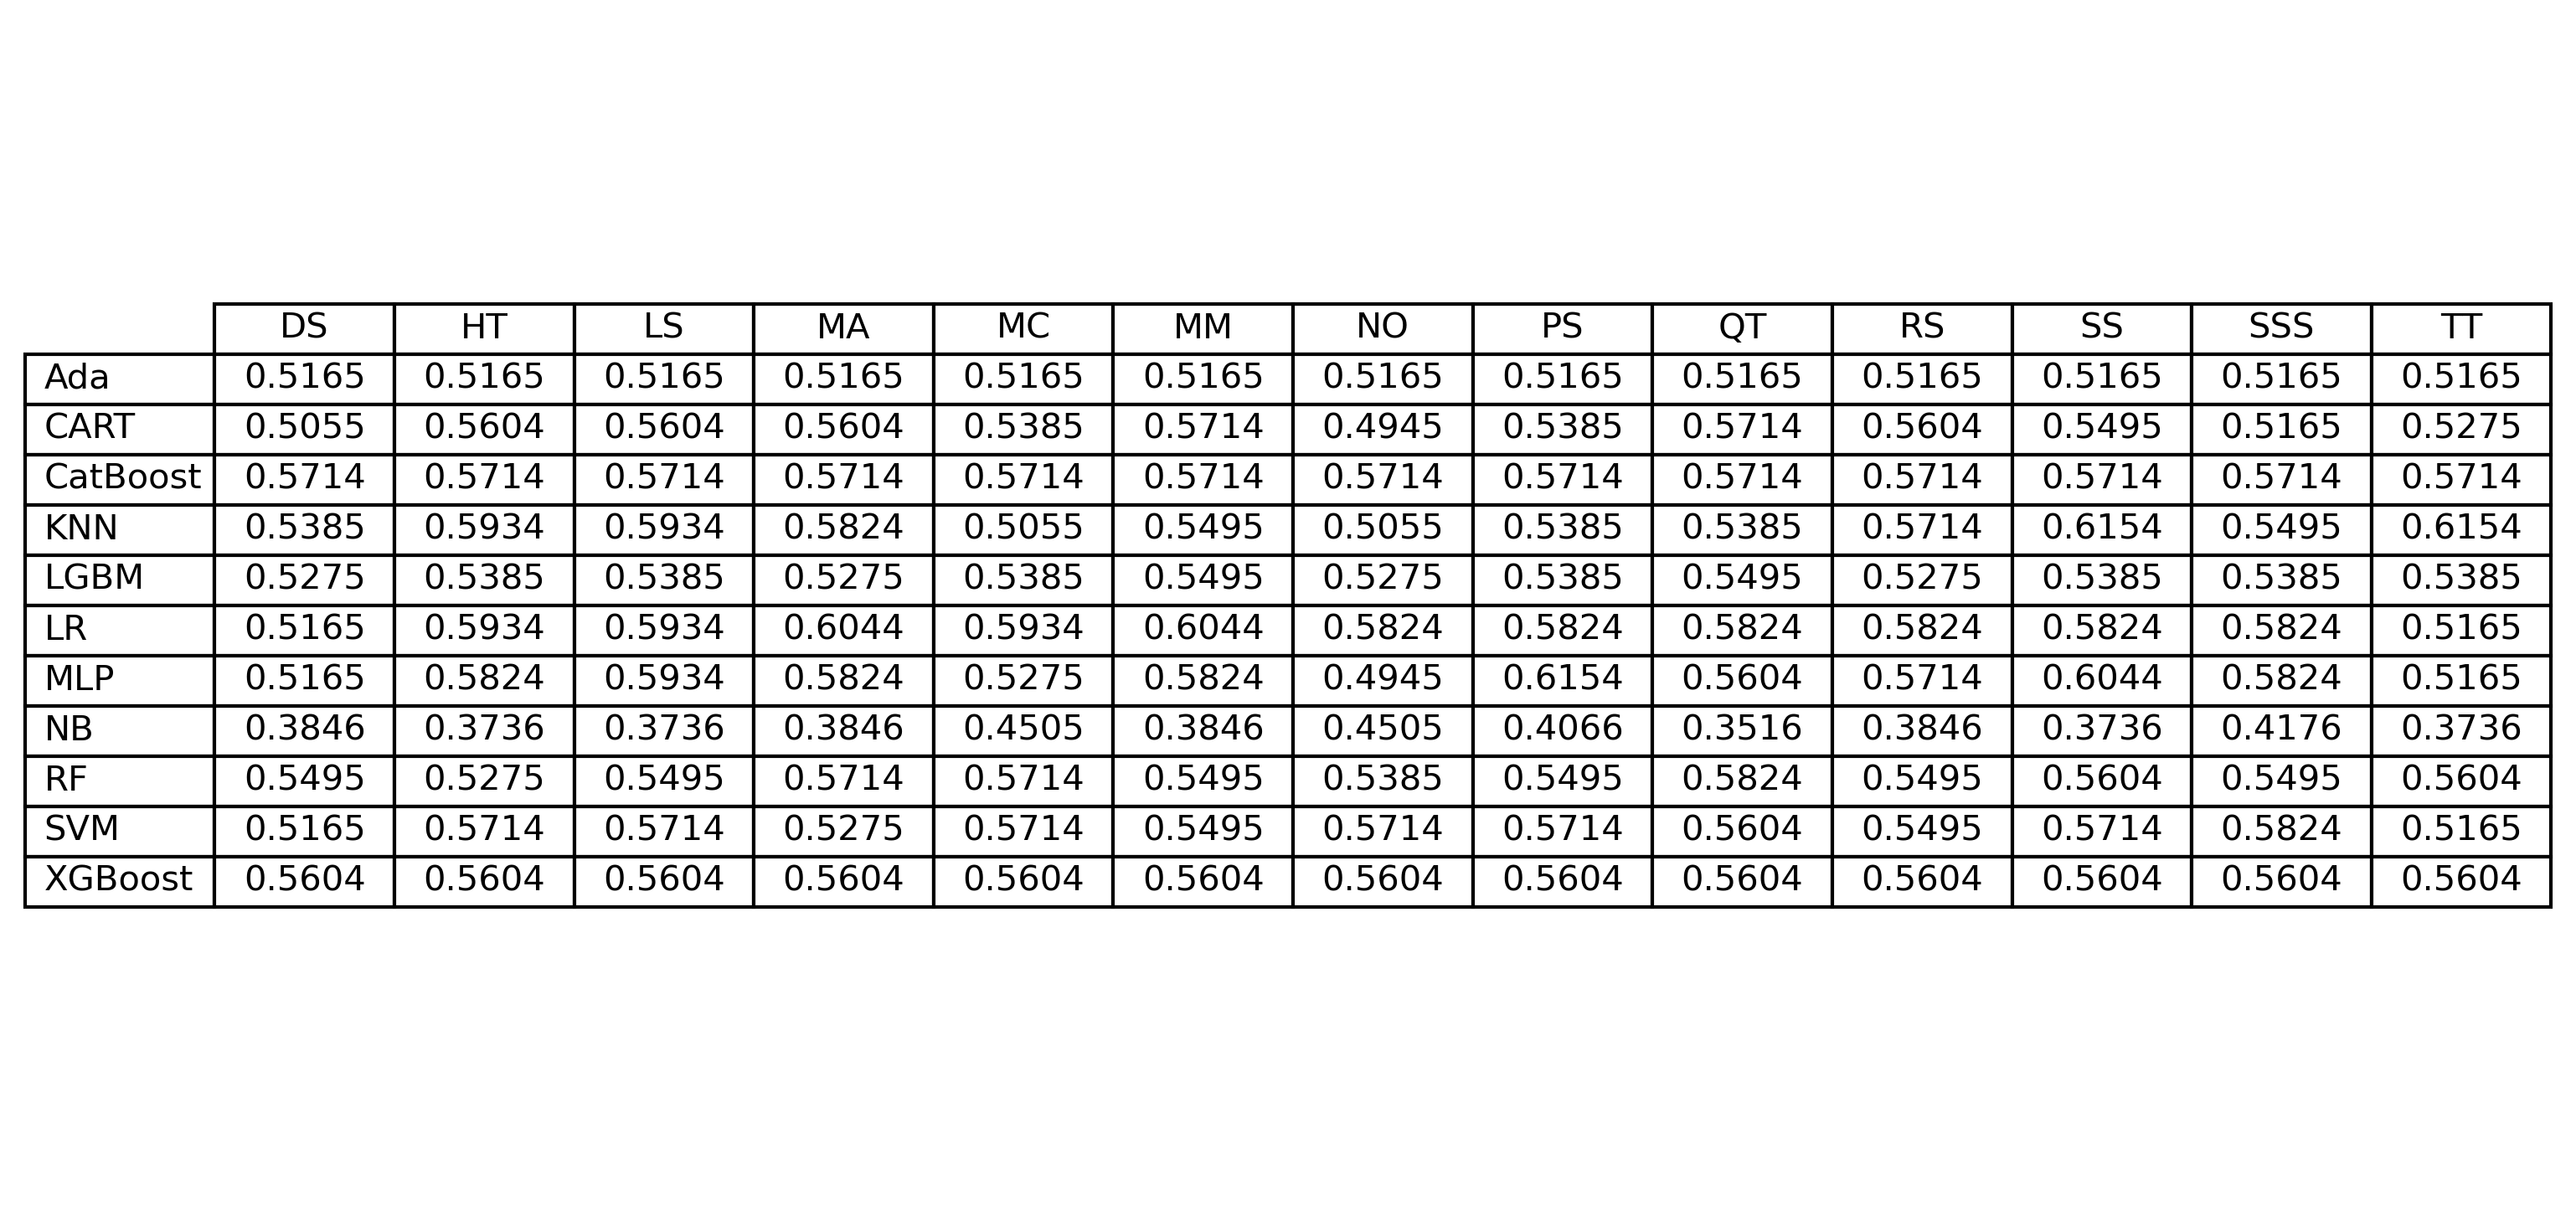 DS HT LS MA MC MM NO PS QT RS SS SSS TT
Ada 0.5165 0.5165 0.5165 0.5165 0.5165 0.5165 0.5165 0.5165 0.5165 0.5165 0.5165 0.5165 0.5165
CART 0.5055 0.5604 0.5604 0.5604 0.5385 0.5714 0.4945 0.5385 0.5714 0.5604 0.5495 0.5165 0.5275
CatBoost 0.5714 0.5714 0.5714 0.5714 0.5714 0.5714 0.5714 0.5714 0.5714 0.5714 0.5714 0.5714 0.5714
KNN 0.5385 0.5934 0.5934 0.5824 0.5055 0.5495 0.5055 0.5385 0.5385 0.5714 0.6154 0.5495 0.6154
LGBM 0.5275 0.5385 0.5385 0.5275 0.5385 0.5495 0.5275 0.5385 0.5495 0.5275 0.5385 0.5385 0.5385
LR 0.5165 0.5934 0.5934 0.6044 0.5934 0.6044 0.5824 0.5824 0.5824 0.5824 0.5824 0.5824 0.5165
MLP 0.5165 0.5824 0.5934 0.5824 0.5275 0.5824 0.4945 0.6154 0.5604 0.5714 0.6044 0.5824 0.5165
NB 0.3846 0.3736 0.3736 0.3846 0.4505 0.3846 0.4505 0.4066 0.3516 0.3846 0.3736 0.4176 0.3736
RF 0.5495 0.5275 0.5495 0.5714 0.5714 0.5495 0.5385 0.5495 0.5824 0.5495 0.5604 0.5495 0.5604
SVM 0.5165 0.5714 0.5714 0.5275 0.5714 0.5495 0.5714 0.5714 0.5604 0.5495 0.5714 0.5824 0.5165
XGBoost 0.5604 0.5604 0.5604 0.5604 0.5604 0.5604 0.5604 0.5604 0.5604 0.5604 0.5604 0.5604 0.5604